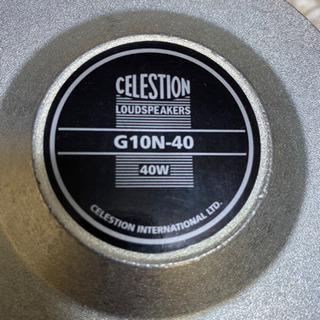 CELESTION
LOUDSPEAKERS
G10N-40
40W
CELESTION INTERNATIONAL LTD.